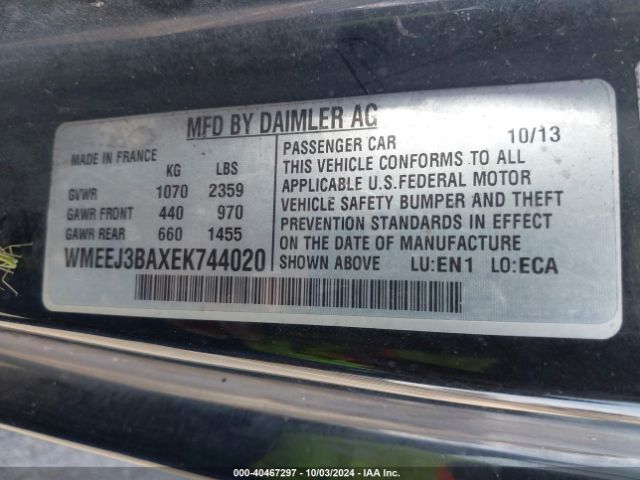 MFD BY DAIMLER AG
MADE IN FRANCE
KG LBS
GVWR 1070 2359
GAWR FRONT 440 970
GAWR REAR 660 1455
WMEEJ3BAXEK744020
PASSENGER CAR 10/13
THIS VEHICLE CONFORMS TO ALL
APPLICABLE U.S.FEDERAL MOTOR
VEHICLE SAFETY BUMPER AND THEFT
PREVENTION STANDARDS IN EFFECT
ON THE DATE OF MANUFACTURE
SHOWN ABOVE LU:EN1 LO:ECA
000-40467297 - 10/03/2024 - IAA Inc.